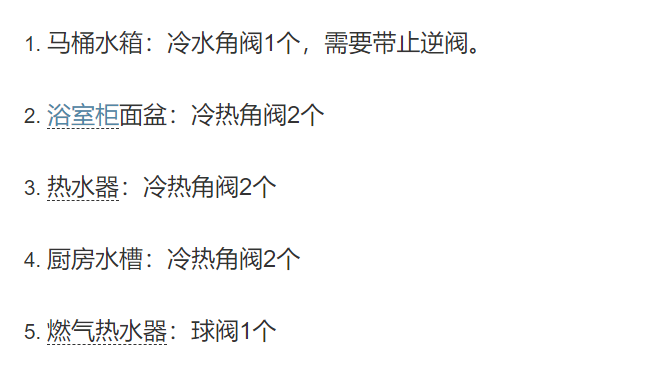 1. 马桶水箱：冷水角阀1个，需要带止逆阀。
2. 浴室柜面盆：冷热角阀2个
3. 热水器：冷热角阀2个
4. 厨房水槽：冷热角阀2个
5. 燃气热水器：球阀1个